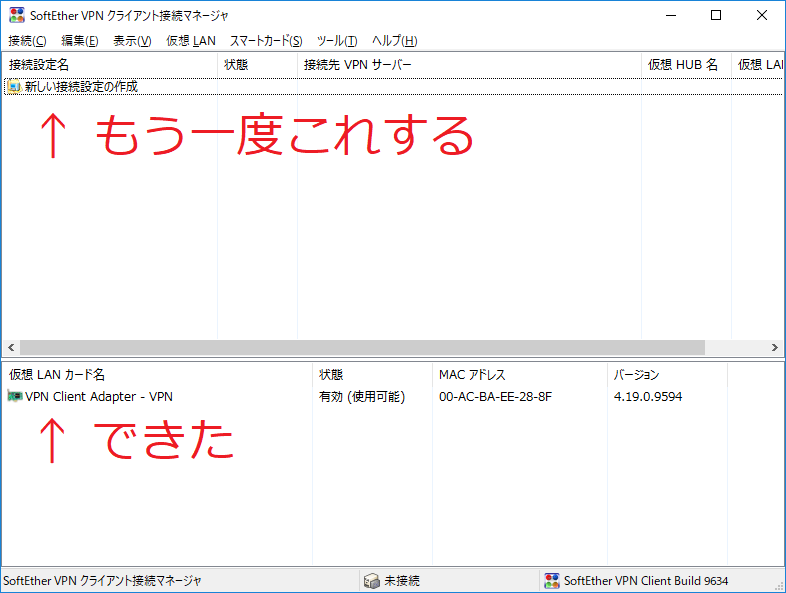 SoftEther VPN クライアント接続マネージャ
接続(C) 編集(E) 表示(V) 仮想 LAN スマートカード(S) ツール(T) ヘルプ(H)
接続設定名 状態 接続先 VPN サーバー 仮想 HUB 名 仮想 LAI
新しい接続設定の作成
↑ もう一度これする
仮想 LAN カード名 状態 MAC アドレス バージョン
VPN Client Adapter - VPN 有効 (使用可能) 00-AC-BA-EE-28-8F 4.19.0.9594
↑ できた
SoftEther VPN クライアント接続マネージャ 未接続 SoftEther VPN Client Build 9634